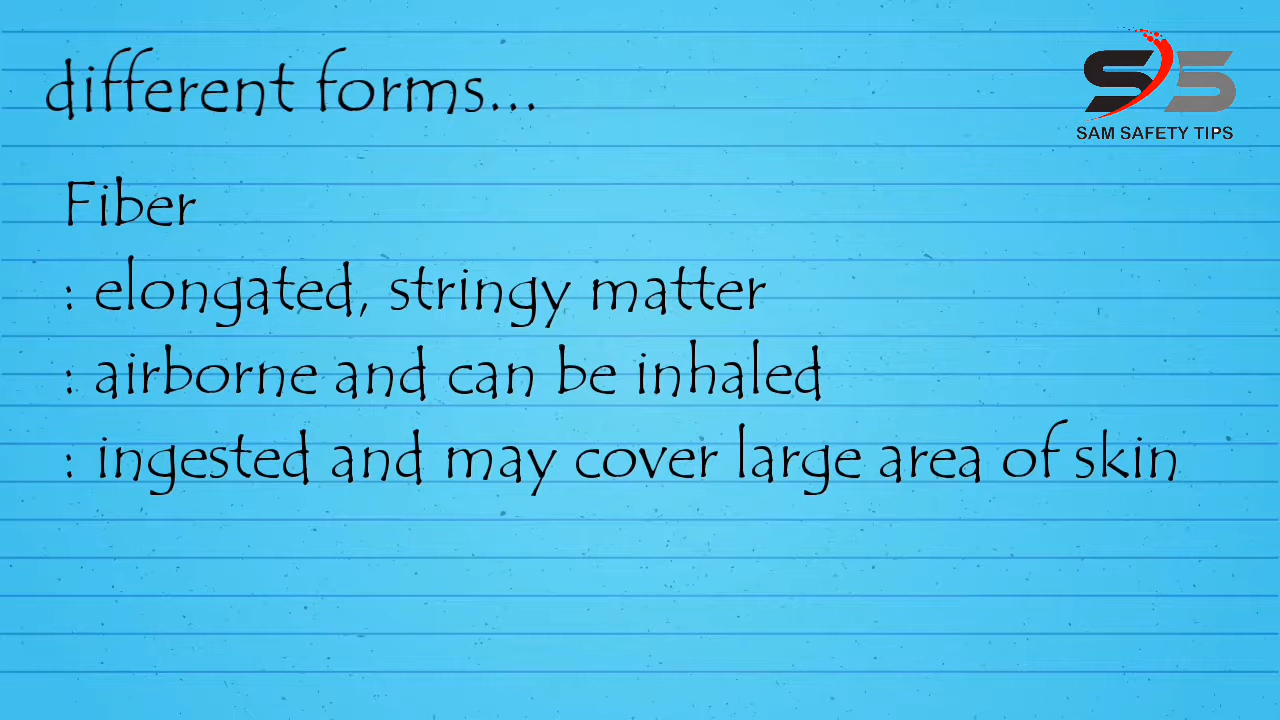 different forms...
SS
SAM SAFETY TIPS
Fiber
: elongated, stringy matter
: airborne and can be inhaled
: ingested and may cover large area of skin